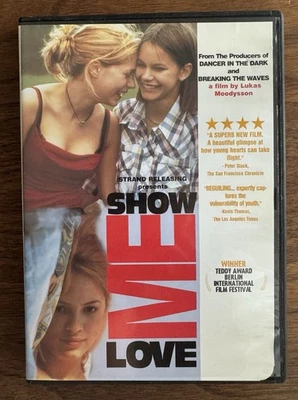 From The Producers of
DANCER IN THE DARK
and
BREAKING THE WAVES
a film by Lukas
Moodysson
★★★★
"A SUPERB NEW FILM.
A beautiful glimpse at
how young hearts can take
flight."
Peter Stack,
The San Francisco Chronicle
"BEGUILING... expertly cap-
tures the
vulnerability of youth."
Kevin Thomas,
The Los Angeles Times
STRAND RELEASING
presents
SHOW
ME
LOVE
WINNER
TEDDY AWARD
BERLIN
INTERNATIONAL
FILM FESTIVAL